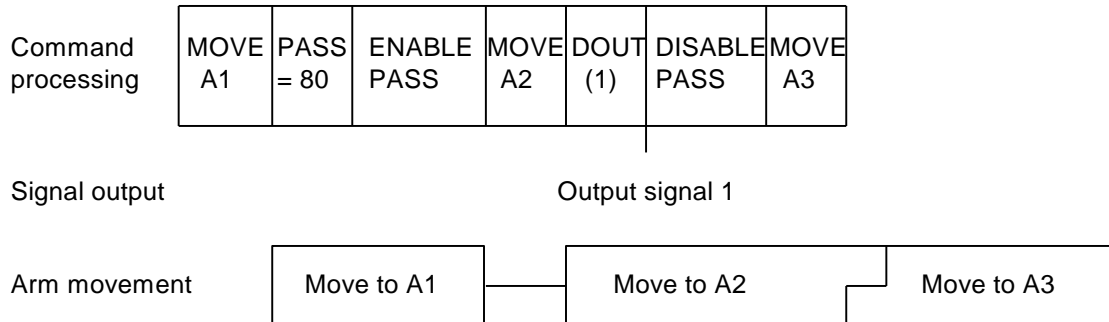 Command processing
MOVE A1
PASS = 80
ENABLE PASS
MOVE A2
DOUT (1)
DISABLE PASS
MOVE A3
Signal output
Output signal 1
Arm movement
Move to A1
Move to A2
Move to A3